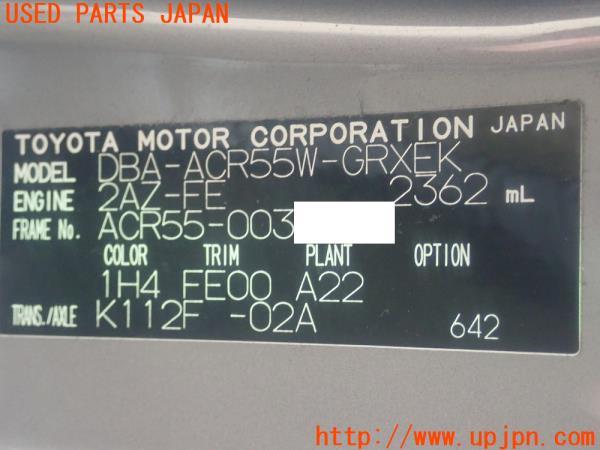 USED PARTS JAPAN
TOYOTA MOTOR CORPORATION JAPAN
MODEL DBA-ACR55W-GRXEK
ENGINE 2AZ-FE 2362 mL
FRAME No. ACR55-003
COLOR TRIM PLANT OPTION
1H4 FE00 A22
TRANS./AXLE K112F -02A 642
http://www.upjpn.com/